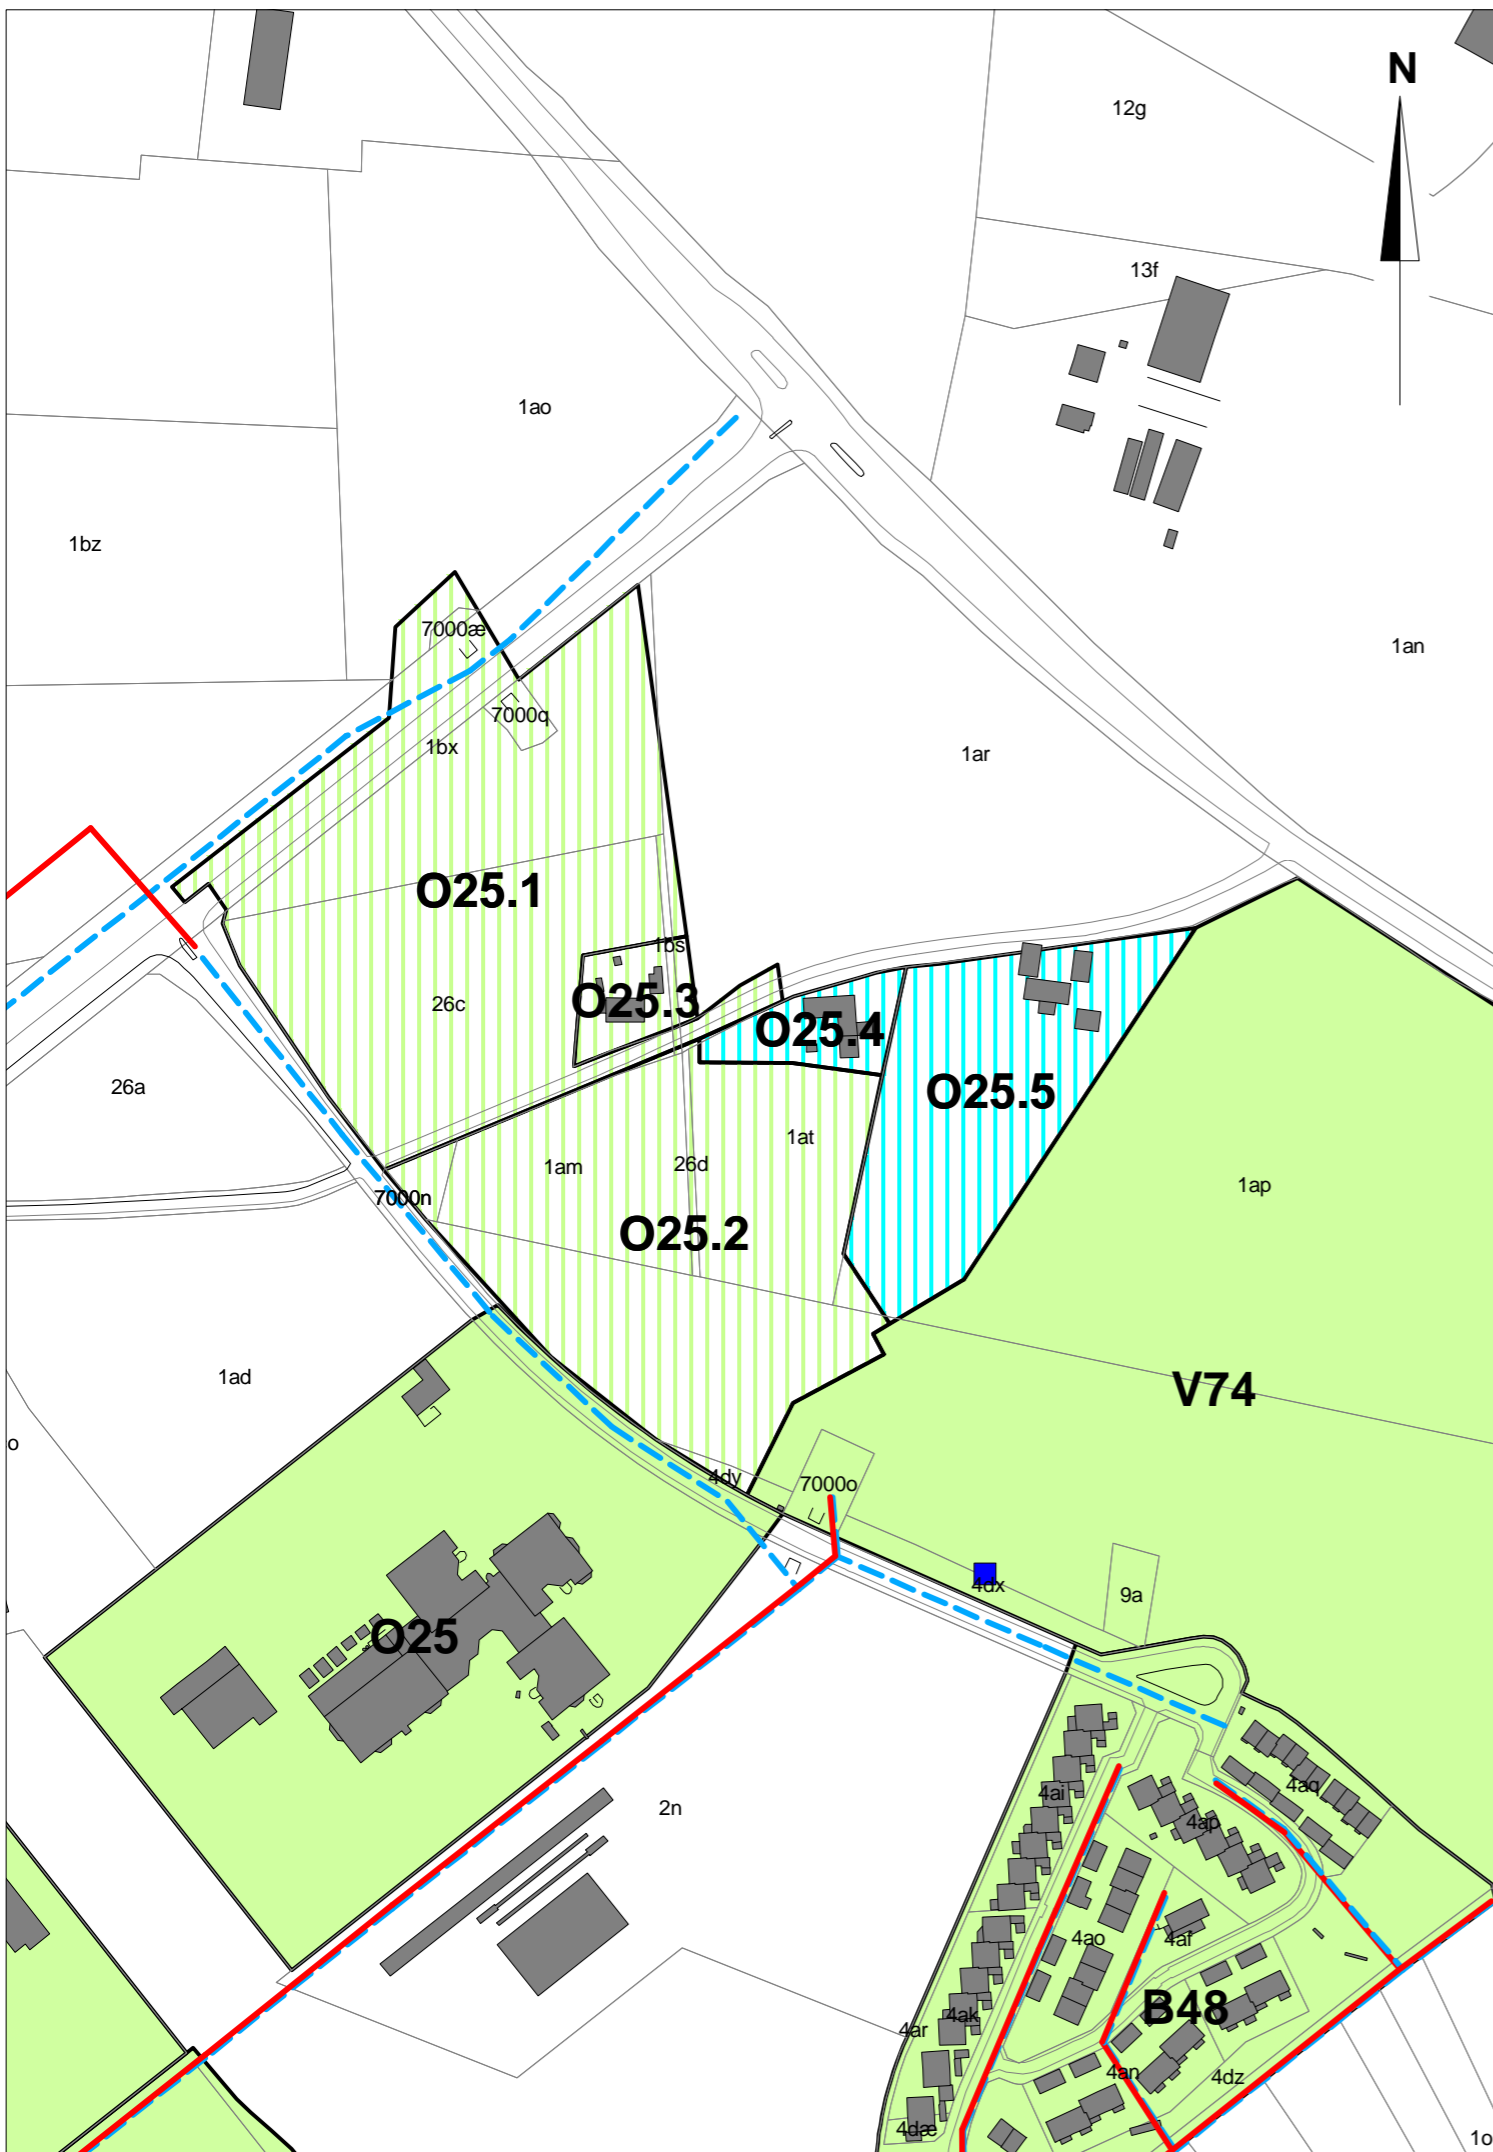 N
12g
13f
1ao
1bz
7000æ
1an
7000q
1bx
1ar
O25.1
1bs
26c
O25.3
O25.4
26a
O25.5
1at
1am
26d
1ap
7000n
O25.2
1ad
V74
o
4dy
7000o
4dx
9a
O25
4aq
4ai
2n
4ap
4ao
4af
B48
4ak
4ar
4an
4dz
4dæ
1o